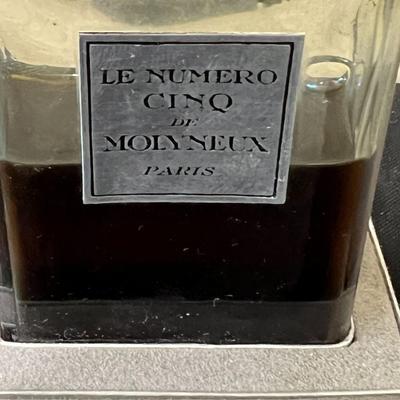 LE NUMERO
CINQ
DE
MOLYNEUX
PARIS